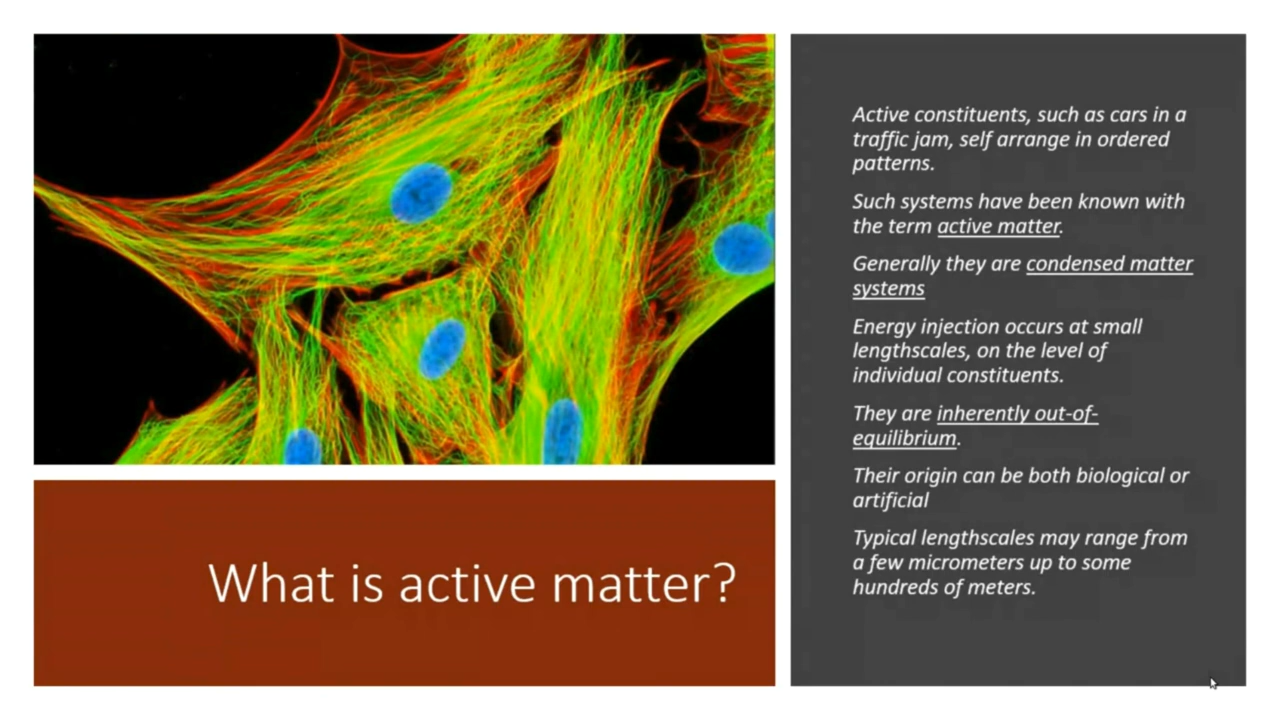 What is active matter?
Active constituents, such as cars in a
traffic jam, self arrange in ordered
patterns.
Such systems have been known with
the term active matter.
Generally they are condensed matter
systems
Energy injection occurs at small
lengthscales, on the level of
individual constituents.
They are inherently out-of-
equilibrium.
Their origin can be both biological or
artificial
Typical lengthscales may range from
a few micrometers up to some
hundreds of meters.